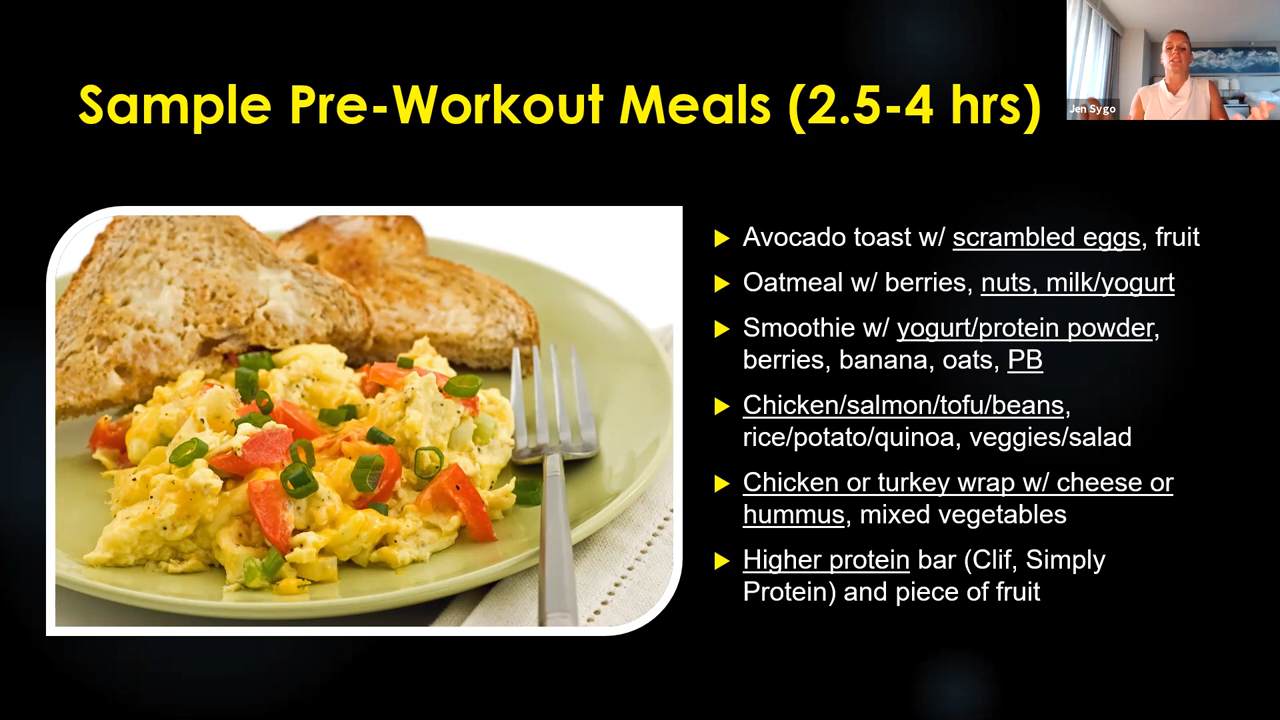 Sample Pre-Workout Meals (2.5-4 hrs)
Jen Sygo
Avocado toast w/ scrambled eggs, fruit
Oatmeal w/ berries, nuts, milk/yogurt
Smoothie w/ yogurt/protein powder,
berries, banana, oats, PB
Chicken/salmon/tofu/beans,
rice/potato/quinoa, veggies/salad
Chicken or turkey wrap w/ cheese or
hummus, mixed vegetables
Higher protein bar (Clif, Simply
Protein) and piece of fruit